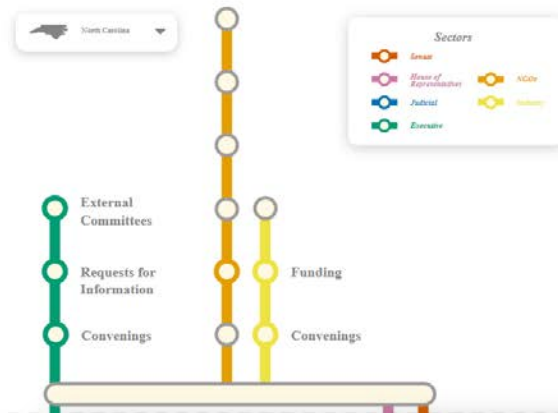 North Carolina
Sectors
Senate
House of
Representatives
NGOs
Judicial
Industry
Executive
External
Committees
Requests for
Information
Funding
Convenings
Convenings